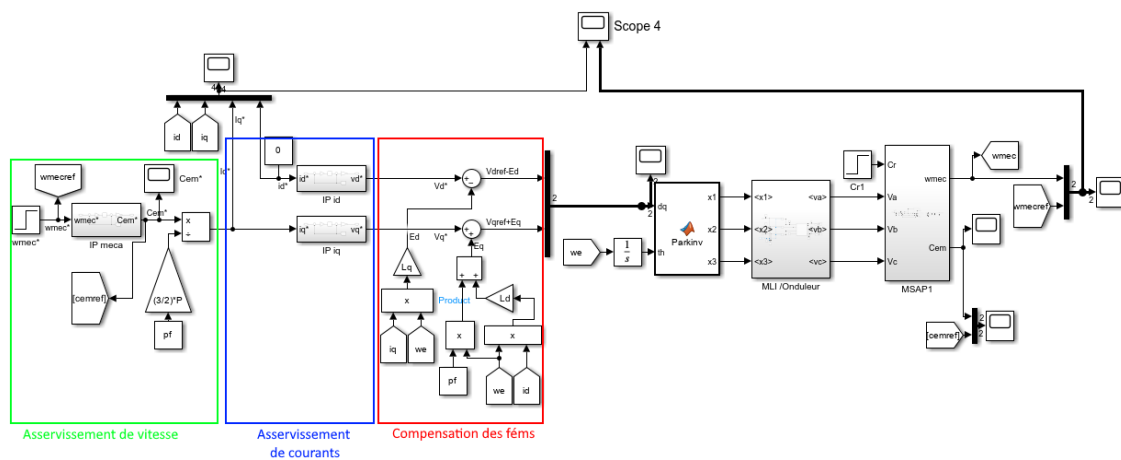 Scope 4
4
4
id
iq
Iq*
Id*
0
id*
id*
vd*
IP id
Vd*
Vdref-Ed
wmecref
Cem*
wmec*
wmec*
wmec*
Cem*
IP meca
Cem*
x
÷
iq*
vq*
IP iq
Vq*
Vqref+Eq
Ed
Eq
Lq
[cemref]
(3/2)*P
pf
x
iq
we
Product
+
+
Ld
x
x
pf
we
id
2
2
2
dq
th
we
1
s
Parkinv
x1
x2
x3
<x1>
<x2>
<x3>
<va>
<vb>
<vc>
MLI /Onduleur
Cr1
Cr
Va
Vb
Vc
wmec
Cem
MSAP1
wmec
wmecref
2
2
[cemref]
2
2
Asservissement de vitesse
Asservissement
de courants
Compensation des féms